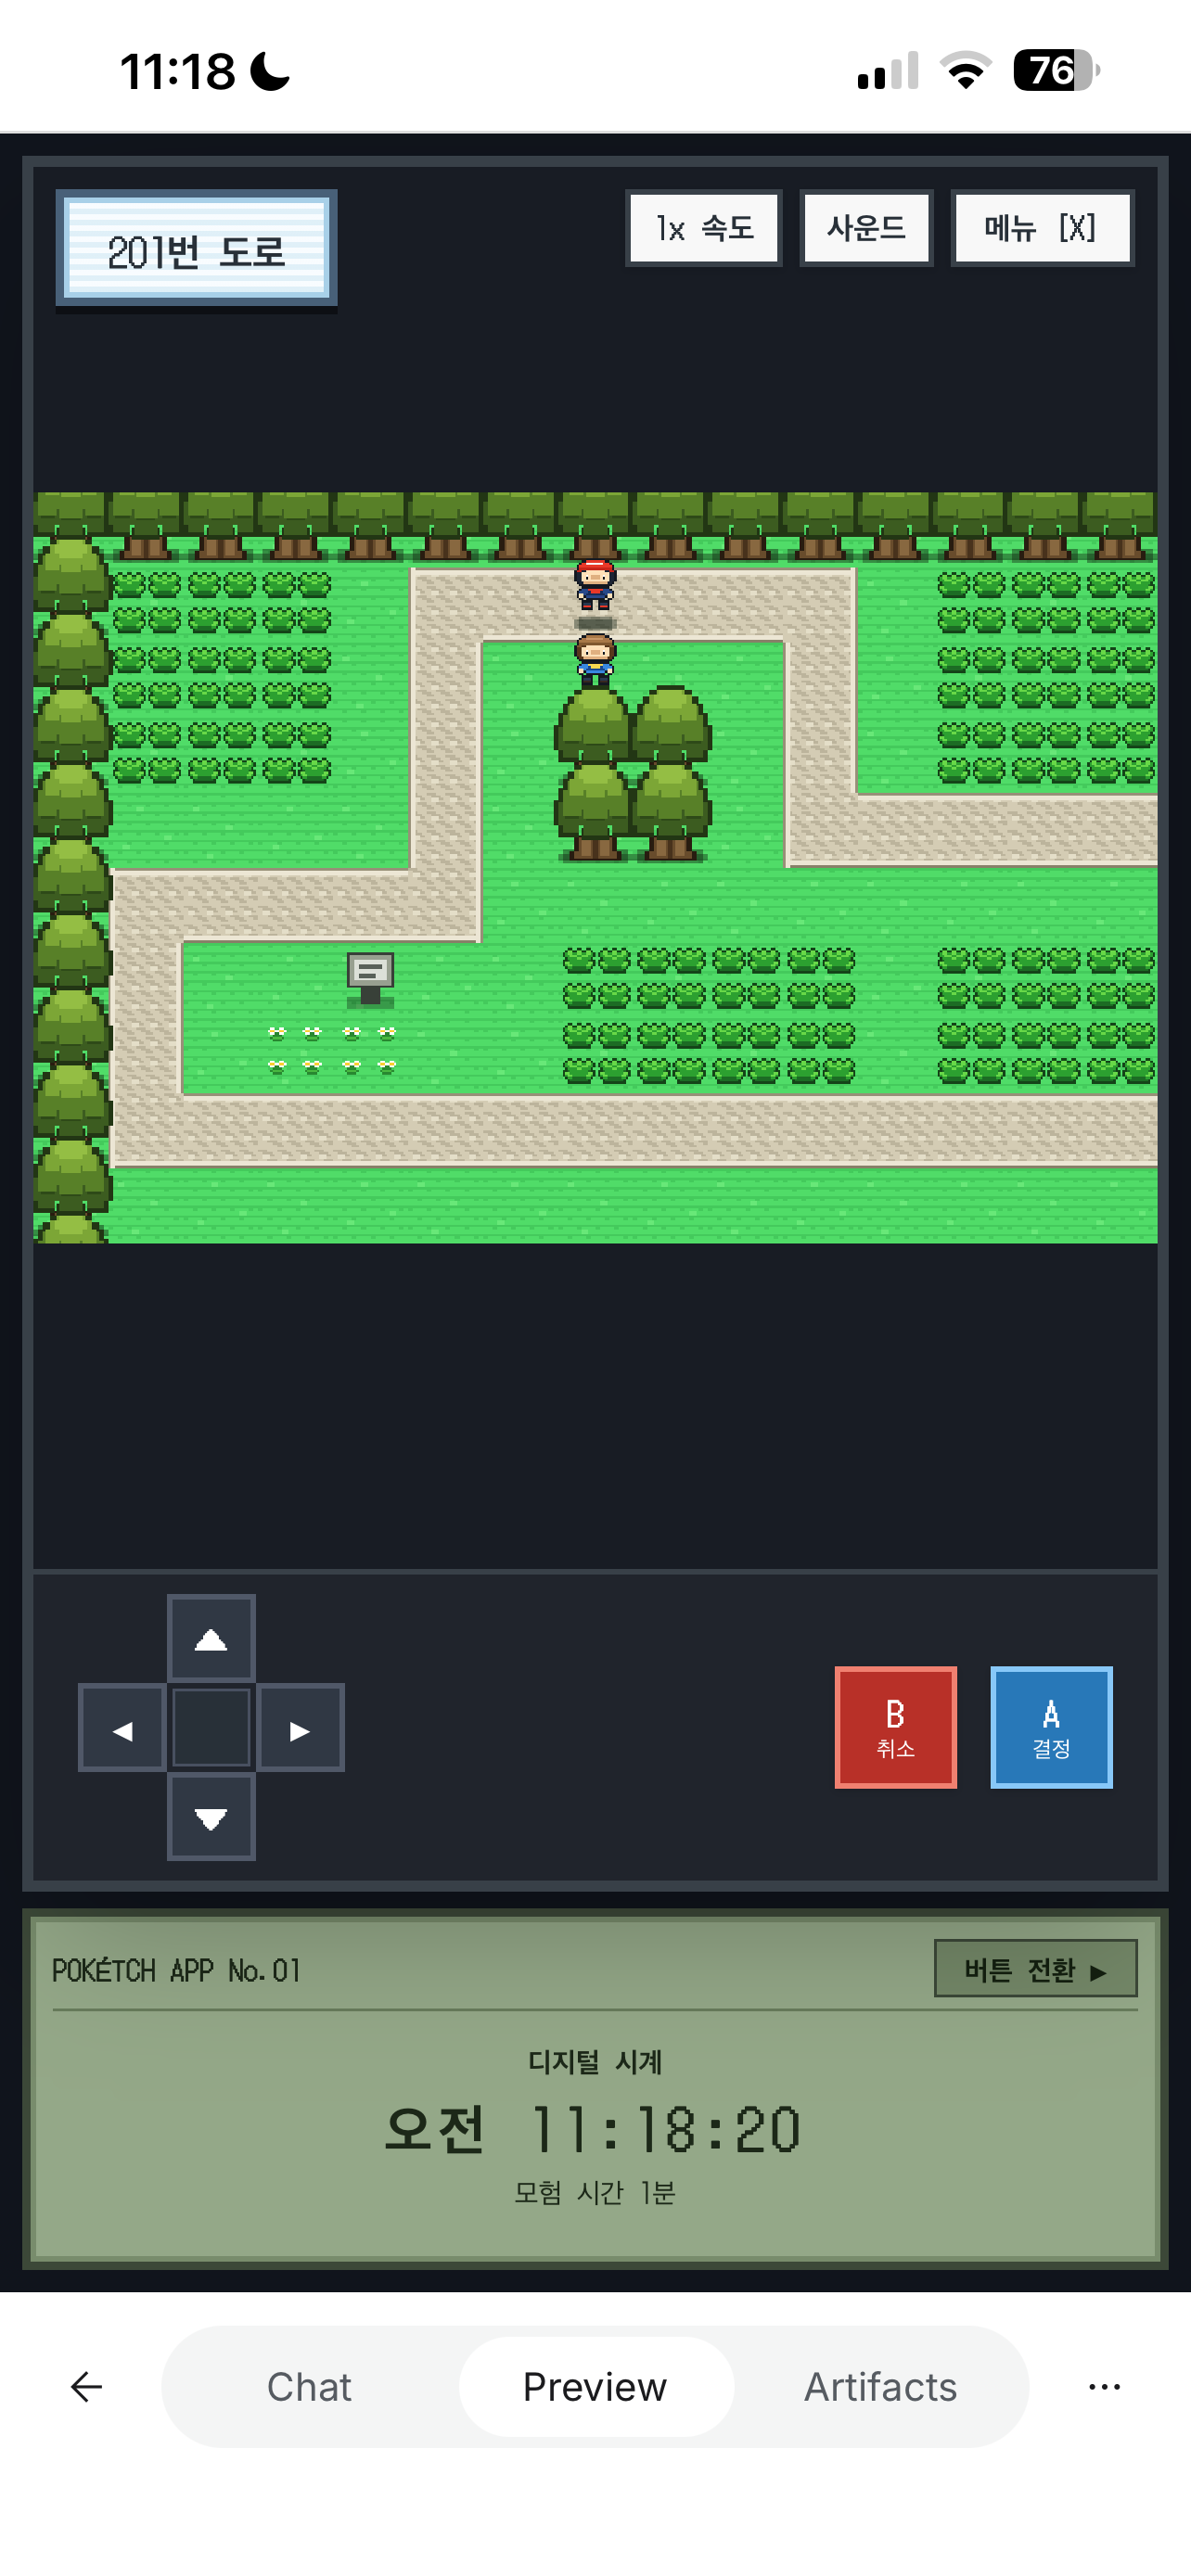 11:18
76
201번 도로
1x 속도
사운드
메뉴 [X]
B
취소
A
결정
POKÉTCH APP No.01
버튼 전환 ▶
디지털 시계
오전 11:18:20
모험 시간 1분
Chat
Preview
Artifacts